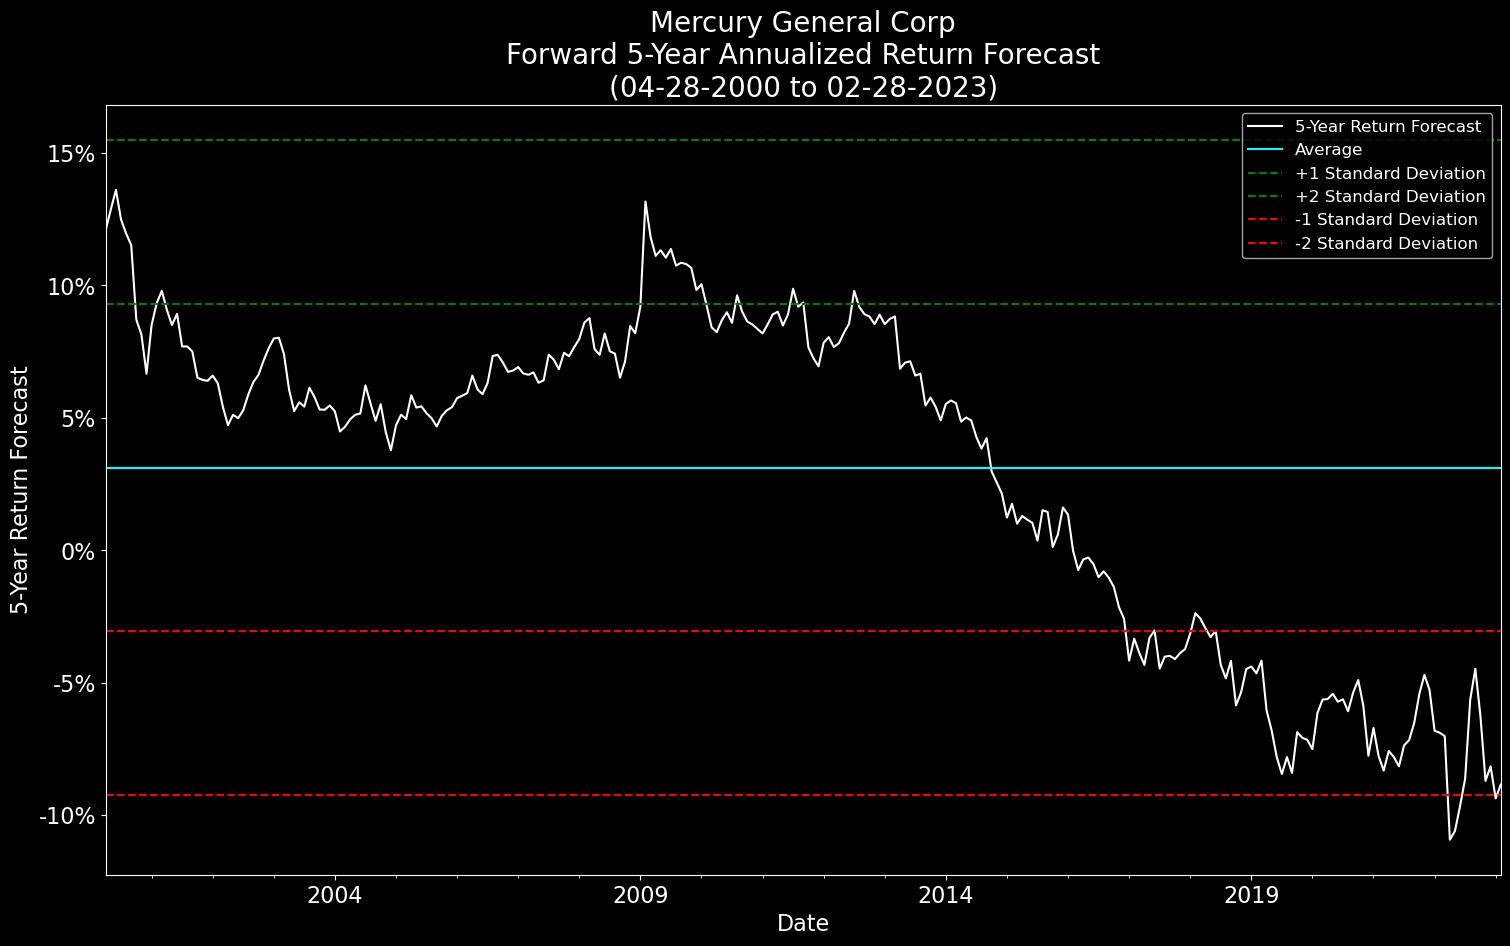 Mercury General Corp
Forward 5-Year Annualized Return Forecast
(04-28-2000 to 02-28-2023)
5-Year Return Forecast
Average
+1 Standard Deviation
+2 Standard Deviation
-1 Standard Deviation
-2 Standard Deviation
15%
10%
5%
0%
-5%
-10%
5-Year Return Forecast
2004 2009 2014 2019
Date